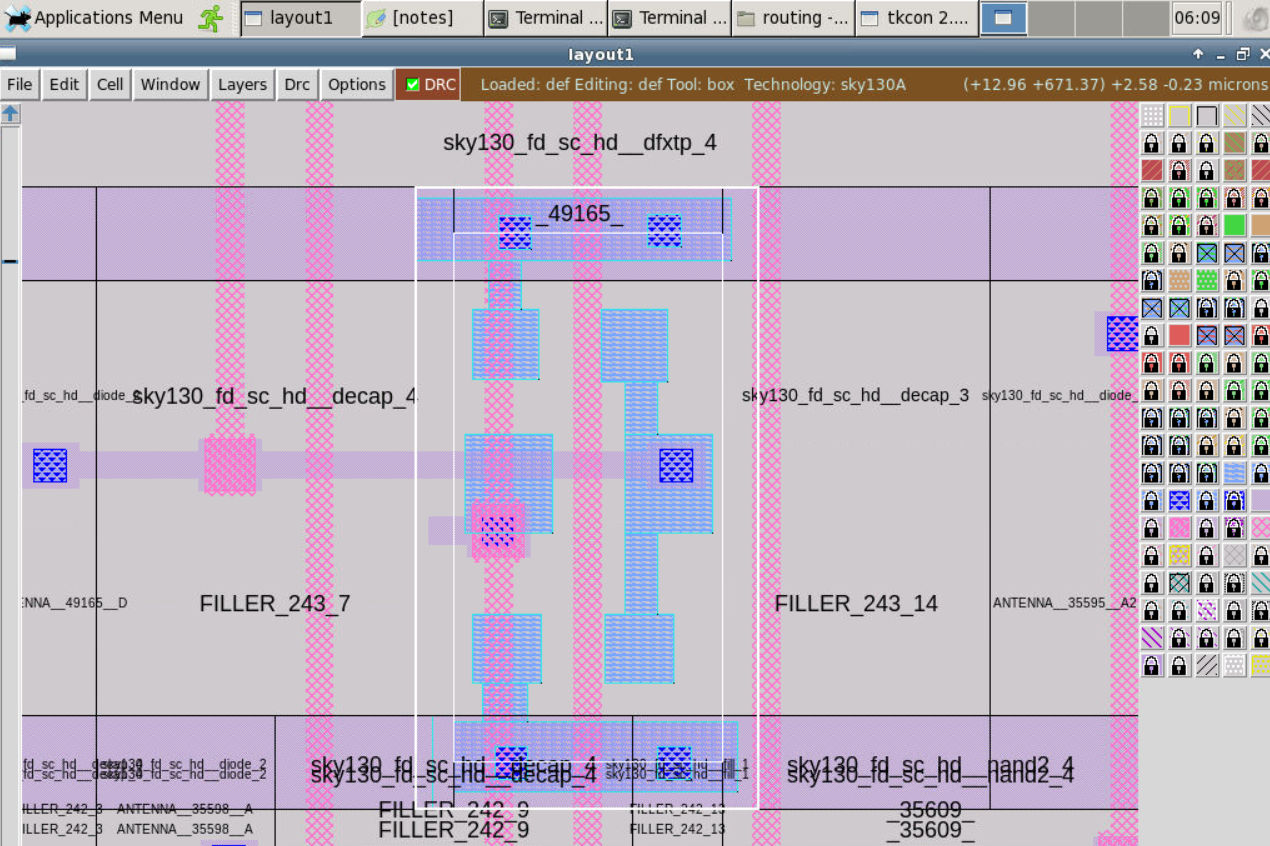 Applications Menu layout1 [notes] Terminal ... Terminal ... routing -... tkcon 2.... 06:09
layout1
File Edit Cell Window Layers Drc Options DRC Loaded: def Editing: def Tool: box Technology: sky130A (+12.96 +671.37) +2.58 -0.23 microns
sky130_fd_sc_hd__dfxtp_4
_49165_
_fd_sc_hd__diode_2 sky130_fd_sc_hd__decap_4 sky130_fd_sc_hd__decap_3 sky130_fd_sc_hd__diode_
ENNA__49165__D FILLER_243_7 FILLER_243_14 ANTENNA__35595__A2
sky130_fd_sc_hd__diode_2 sky130_fd_sc_hd__decap_4 sky130_fd_sc_hd__fill_1 sky130_fd_sc_hd__nand2_4
sky130_fd_sc_hd__diode_2 sky130_fd_sc_hd__decap_4 sky130_fd_sc_hd__fill_1 sky130_fd_sc_hd__nand2_4
ILLER_242_3 ANTENNA__35598__A FILLER_242_9 FILLER_242_13 _35609_
ILLER_242_3 ANTENNA__35598__A FILLER_242_9 FILLER_242_13 _35609_